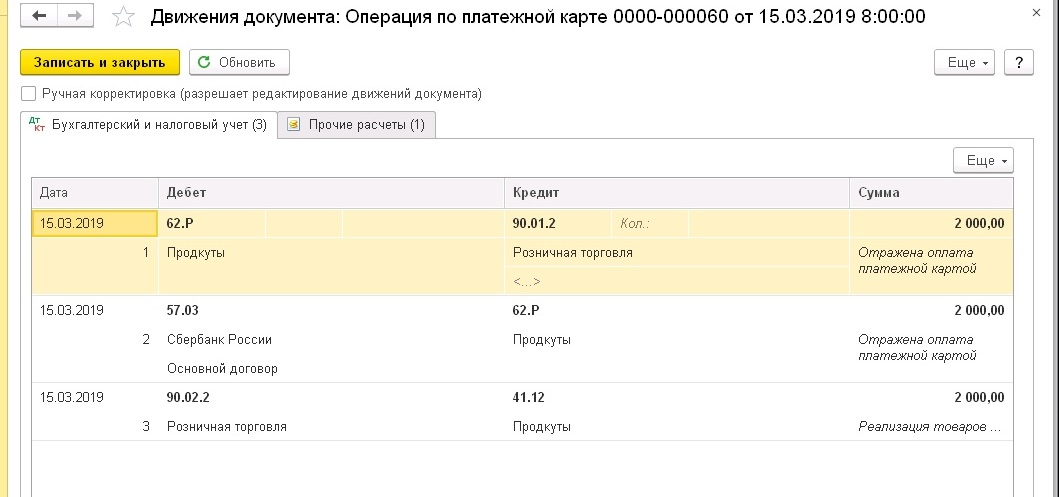 Движения документа: Операция по платежной карте 0000-000060 от 15.03.2019 8:00:00
Записать и закрыть
Обновить
Еще
?
Ручная корректировка (разрешает редактирование движений документа)
Дт Кт Бухгалтерский и налоговый учет (3)
Прочие расчеты (1)
Еще
Дата Дебет Кредит Сумма
15.03.2019 62.Р 90.01.2 Кол.: 2 000,00
1 Продкуты Розничная торговля Отражена оплата
платежной картой
<...>
15.03.2019 57.03 62.Р 2 000,00
2 Сбербанк России Продкуты Отражена оплата
платежной картой
Основной договор
15.03.2019 90.02.2 41.12 2 000,00
3 Розничная торговля Продкуты Реализация товаров ...